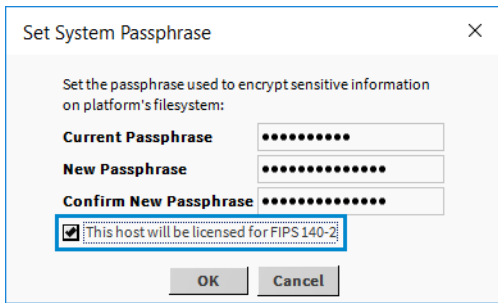 Set System Passphrase
Set the passphrase used to encrypt sensitive information
on platform's filesystem:
Current Passphrase ••••••••••
New Passphrase ••••••••••••••
Confirm New Passphrase ••••••••••••••
This host will be licensed for FIPS 140-2
OK Cancel